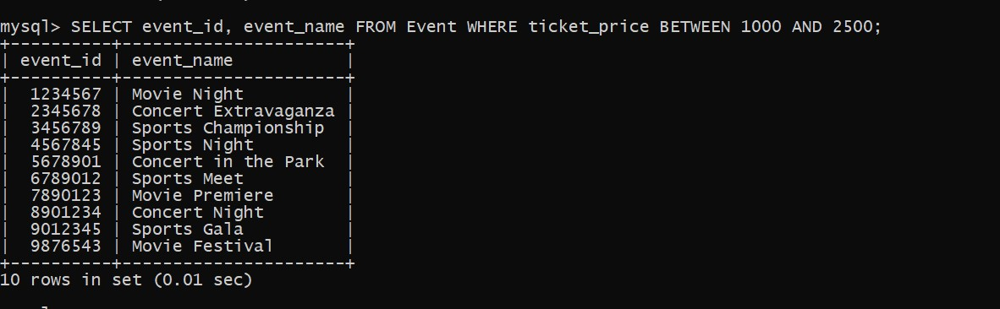 mysql> SELECT event_id, event_name FROM Event WHERE ticket_price BETWEEN 1000 AND 2500;
+----------+----------------------+
| event_id | event_name           |
+----------+----------------------+
|  1234567 | Movie Night          |
|  2345678 | Concert Extravaganza |
|  3456789 | Sports Championship  |
|  4567845 | Sports Night         |
|  5678901 | Concert in the Park  |
|  6789012 | Sports Meet          |
|  7890123 | Movie Premiere       |
|  8901234 | Concert Night        |
|  9012345 | Sports Gala          |
|  9876543 | Movie Festival       |
+----------+----------------------+
10 rows in set (0.01 sec)